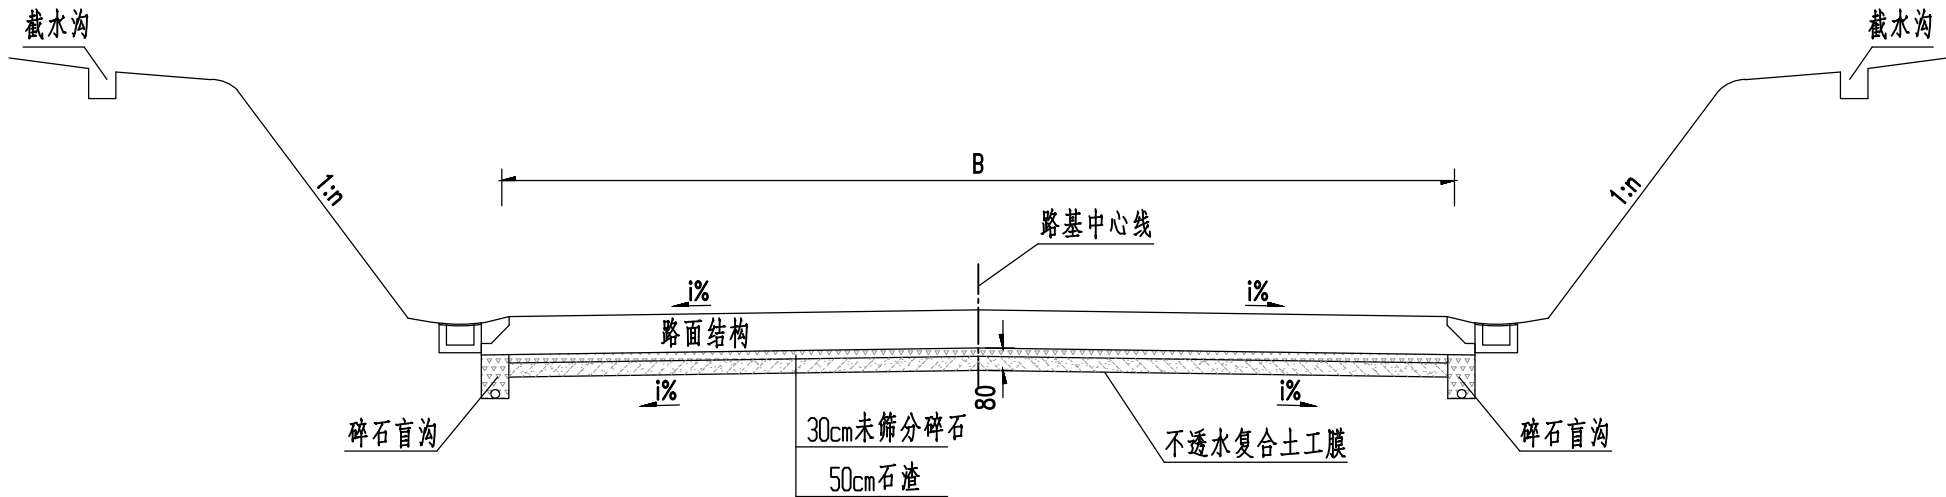 截水沟
截水沟
1:n
B
1:n
路基中心线
i%
i%
路面结构
i%
80
i%
碎石盲沟
30cm未筛分碎石
不透水复合土工膜
碎石盲沟
50cm石渣